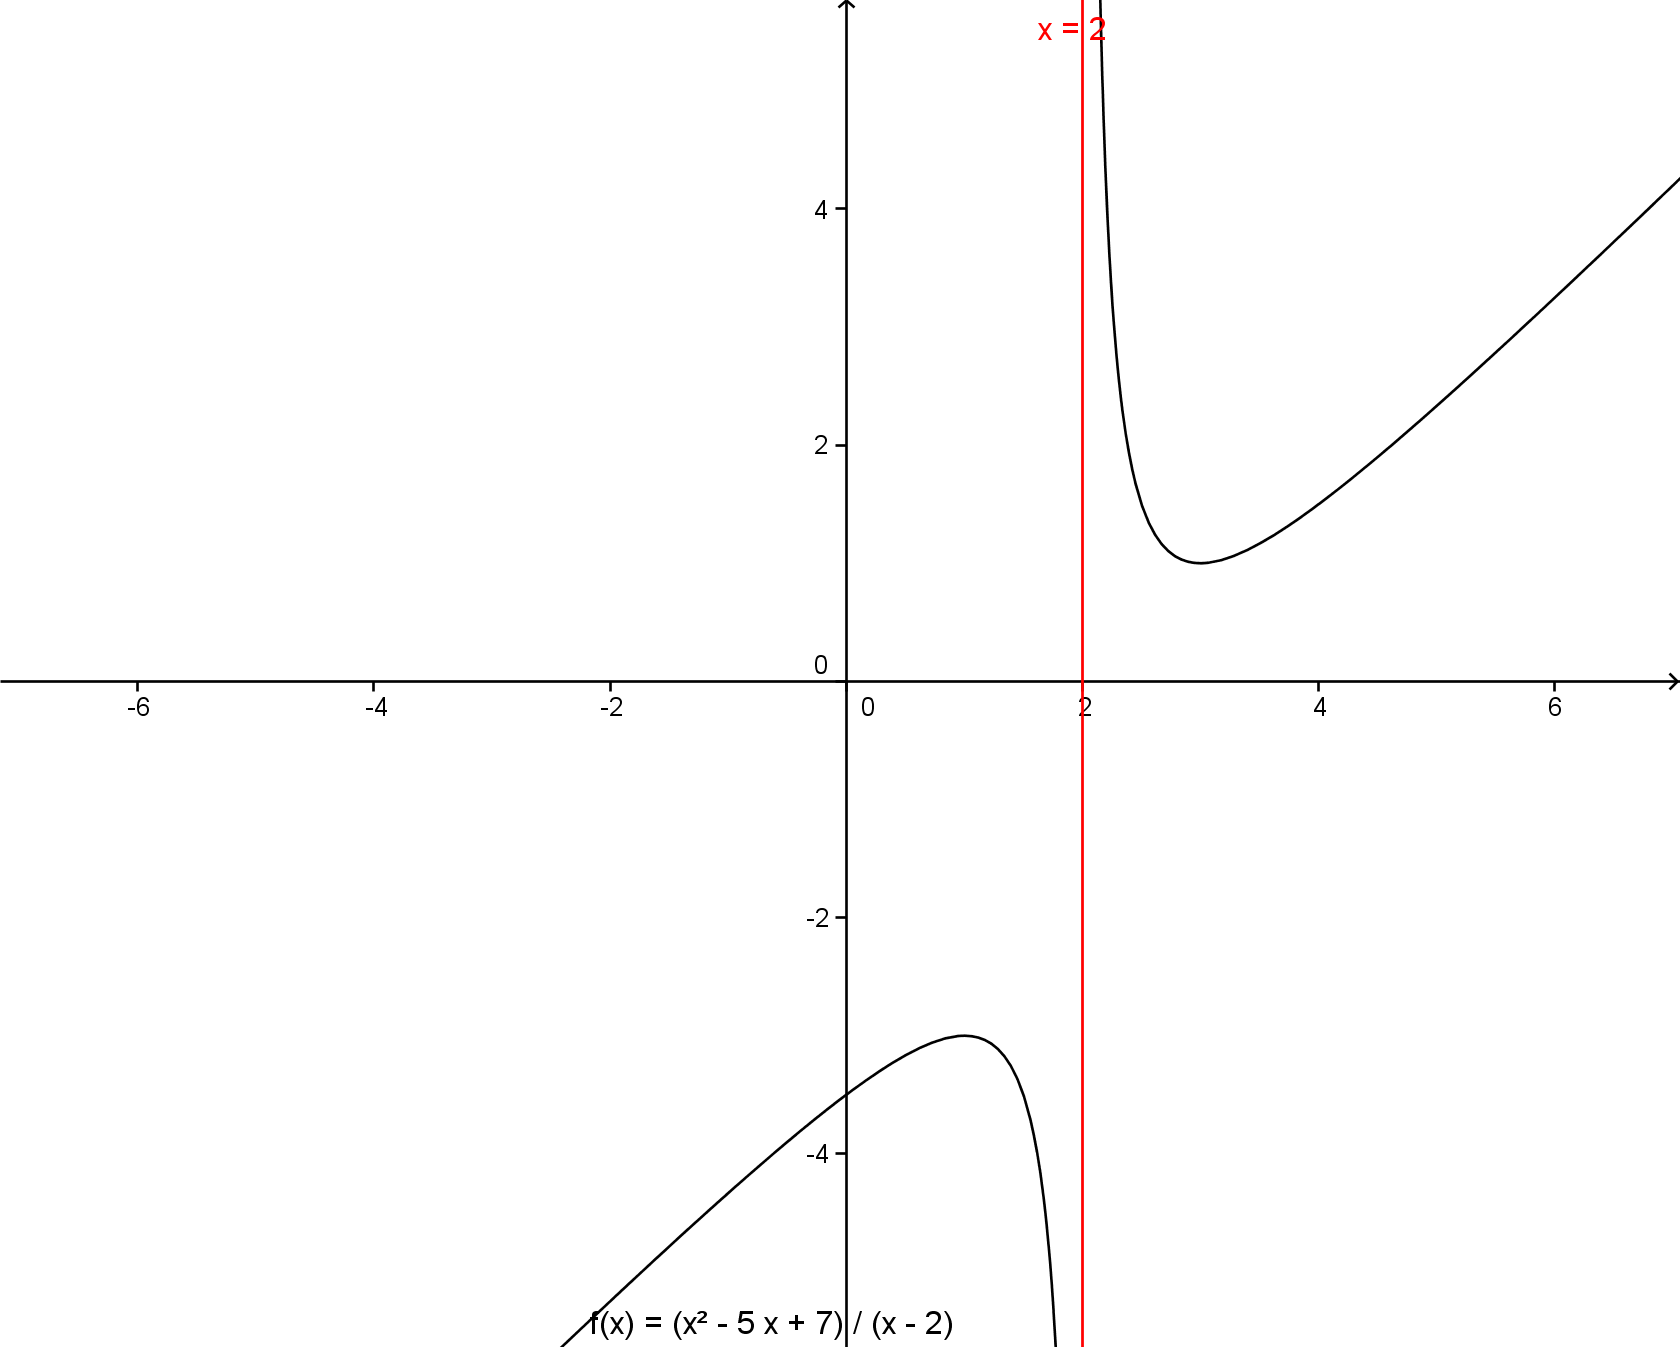 x = 2
4
2
0
-6 -4 -2 0 2 4 6
-2
-4
f(x) = (x² - 5 x + 7) / (x - 2)